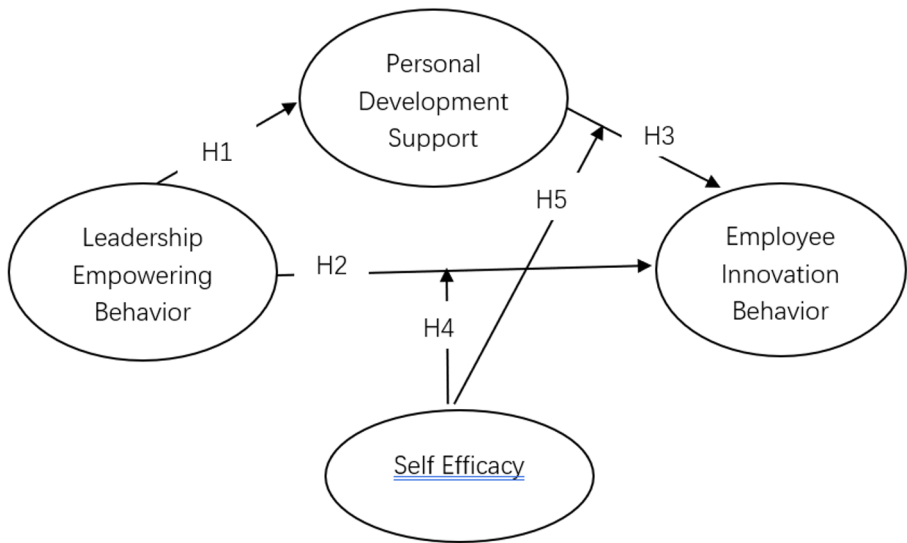 Personal
Development
Support
H1
H3
H5
Leadership
Empowering
Behavior
H2
Employee
Innovation
Behavior
H4
Self Efficacy